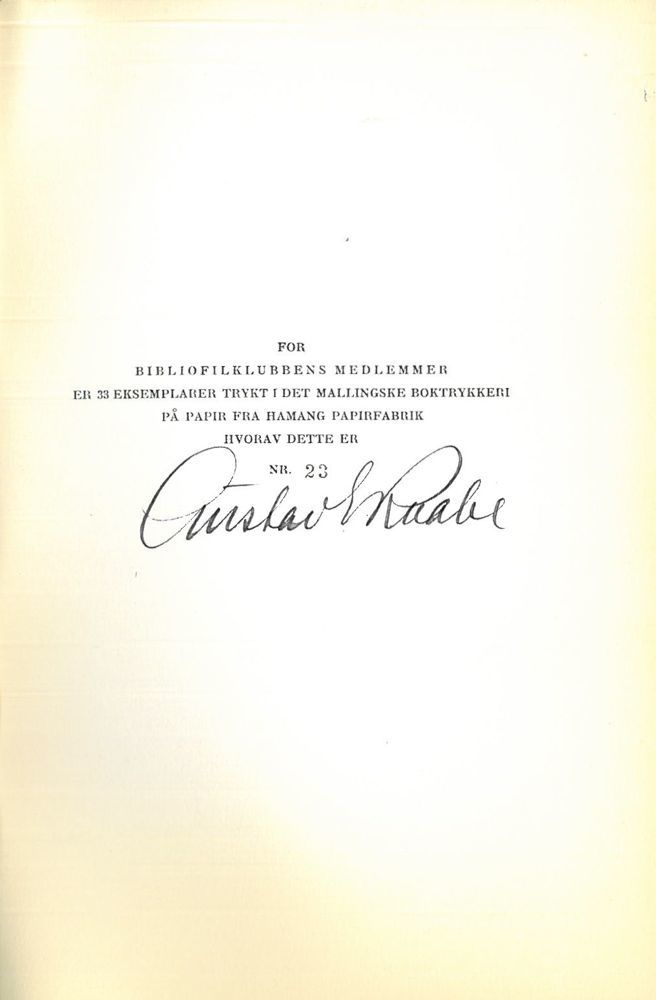 FOR
BIBLIOFILKLUBBENS MEDLEMMER
ER 33 EKSEMPLARER TRYKT I DET MALLINGSKE BOKTRYKKERI
PÅ PAPIR FRA HAMANG PAPIRFABRIK
HVORAV DETTE ER
NR. 23
Gustav E Raabe